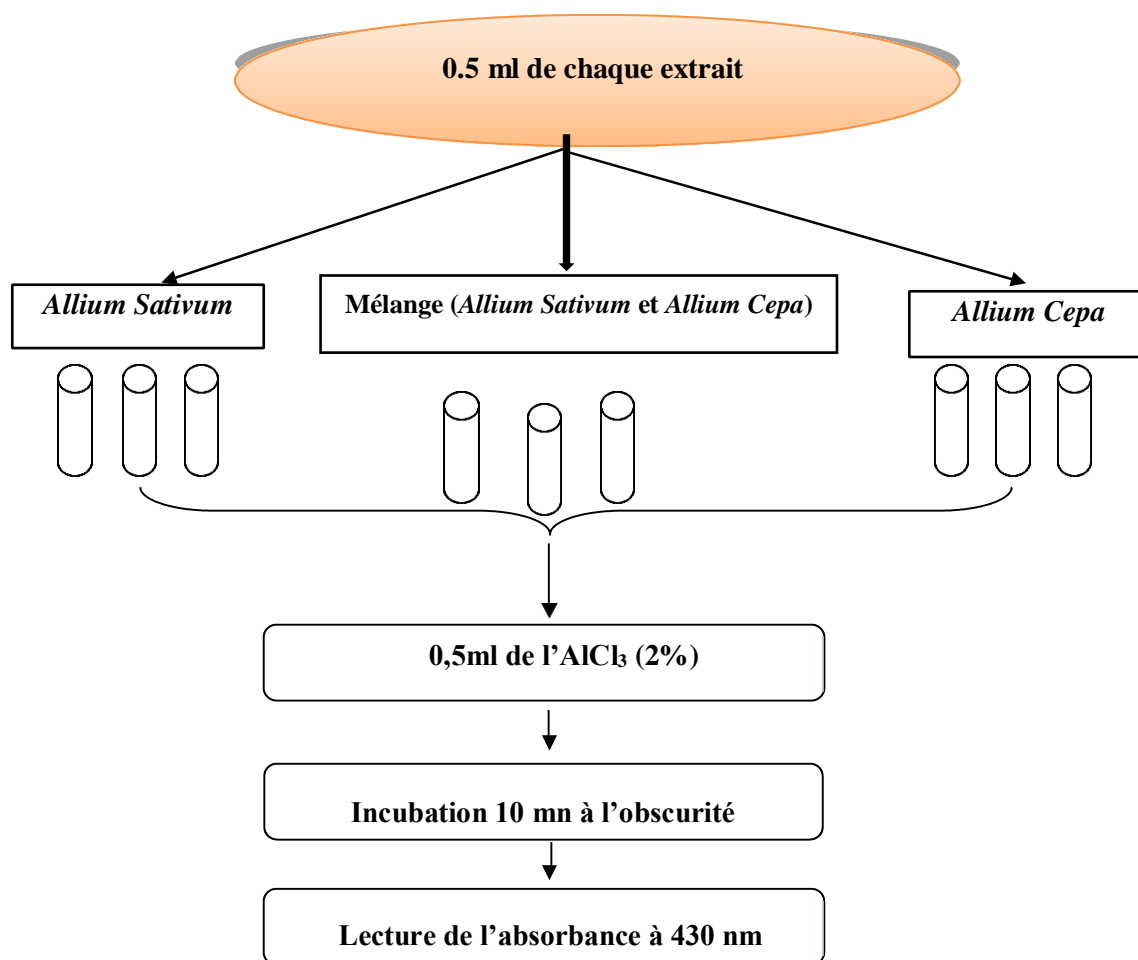 0.5 ml de chaque extrait
Allium Sativum
Mélange (Allium Sativum et Allium Cepa)
Allium Cepa
0,5ml de l’AlCl₃ (2%)
Incubation 10 mn à l’obscurité
Lecture de l’absorbance à 430 nm